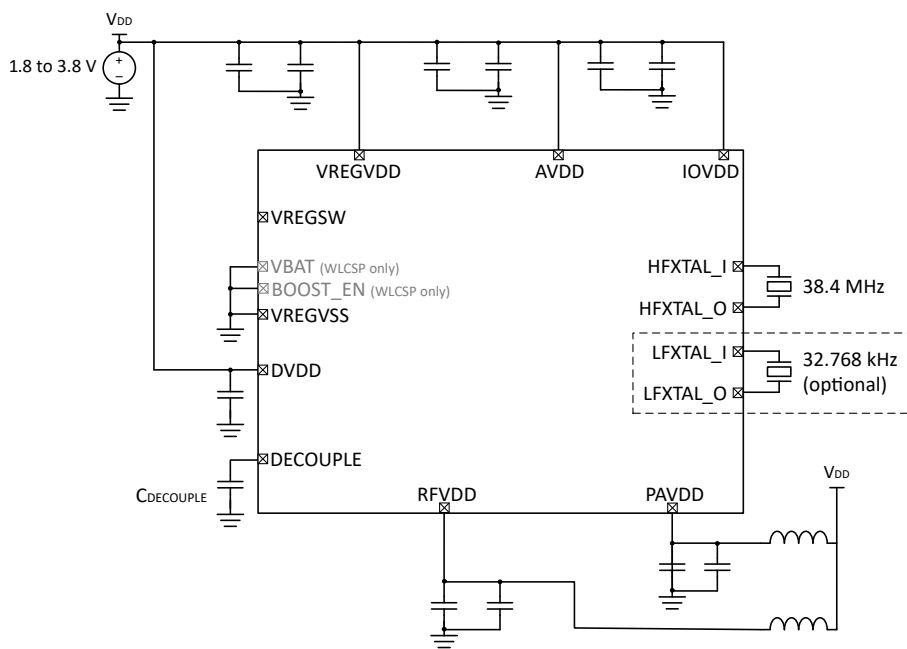 VDD
1.8 to 3.8 V
+
–
VREGVDD
AVDD
IOVDD
VREGSW
VBAT (WLCSP only)
BOOST_EN (WLCSP only)
VREGVSS
HFXTAL_I
38.4 MHz
HFXTAL_O
LFXTAL_I
32.768 kHz
(optional)
LFXTAL_O
DVDD
DECOUPLE
CDECOUPLE
RFVDD
PAVDD
VDD